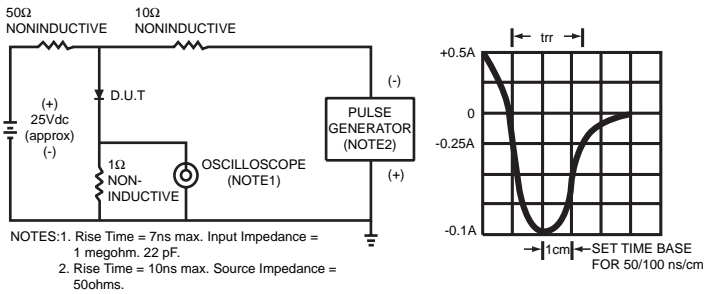 50Ω
NONINDUCTIVE
10Ω
NONINDUCTIVE
D.U.T
(+)
25Vdc
(approx)
(-)
1Ω
NON-
INDUCTIVE
OSCILLOSCOPE
(NOTE1)
(-)
PULSE
GENERATOR
(NOTE2)
(+)
NOTES:1. Rise Time = 7ns max. Input Impedance =
1 megohm. 22 pF.
2. Rise Time = 10ns max. Source Impedance =
50ohms.
trr
+0.5A
0
-0.25A
-0.1A
1cm
SET TIME BASE
FOR 50/100 ns/cm